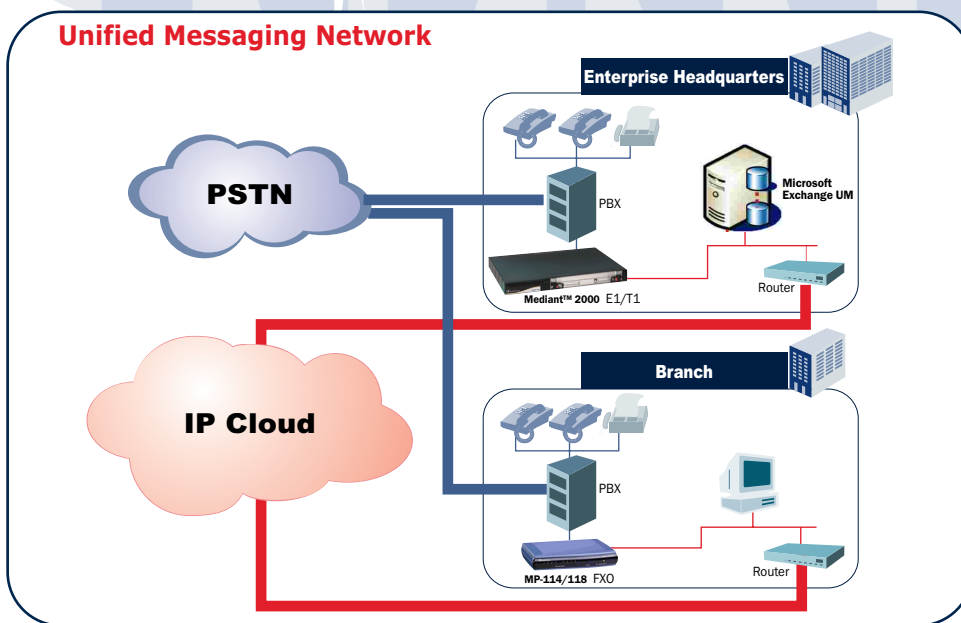 Unified Messaging Network
Enterprise Headquarters
PSTN
PBX
Microsoft
Exchange UM
Mediant™ 2000 E1/T1
Router
IP Cloud
Branch
PBX
MP-114/118 FXO
Router